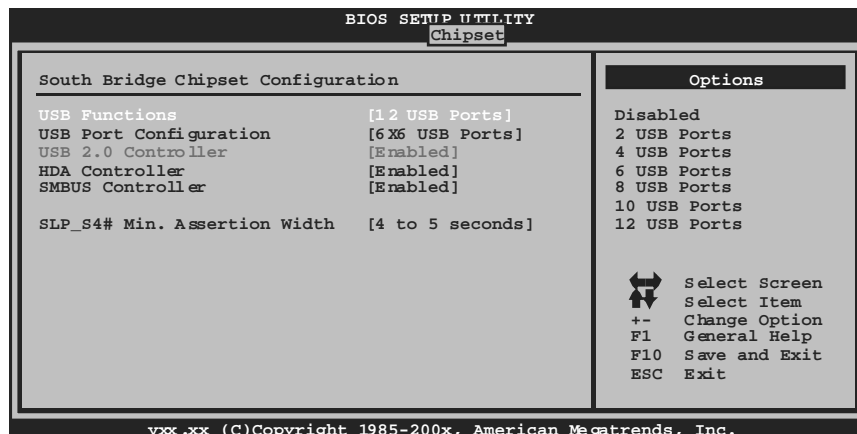 BIOS SETUP UTILITY
Chipset
South Bridge Chipset Configuration
USB Functions [12 USB Ports]
USB Port Configuration [6X6 USB Ports]
USB 2.0 Controller [Enabled]
HDA Controller [Enabled]
SMBUS Controller [Enabled]
SLP_S4# Min. Assertion Width [4 to 5 seconds]
Options
Disabled
2 USB Ports
4 USB Ports
6 USB Ports
8 USB Ports
10 USB Ports
12 USB Ports
Select Screen
Select Item
+- Change Option
F1 General Help
F10 Save and Exit
ESC Exit
vxx.xx (C)Copyright 1985-200x, American Megatrends, Inc.